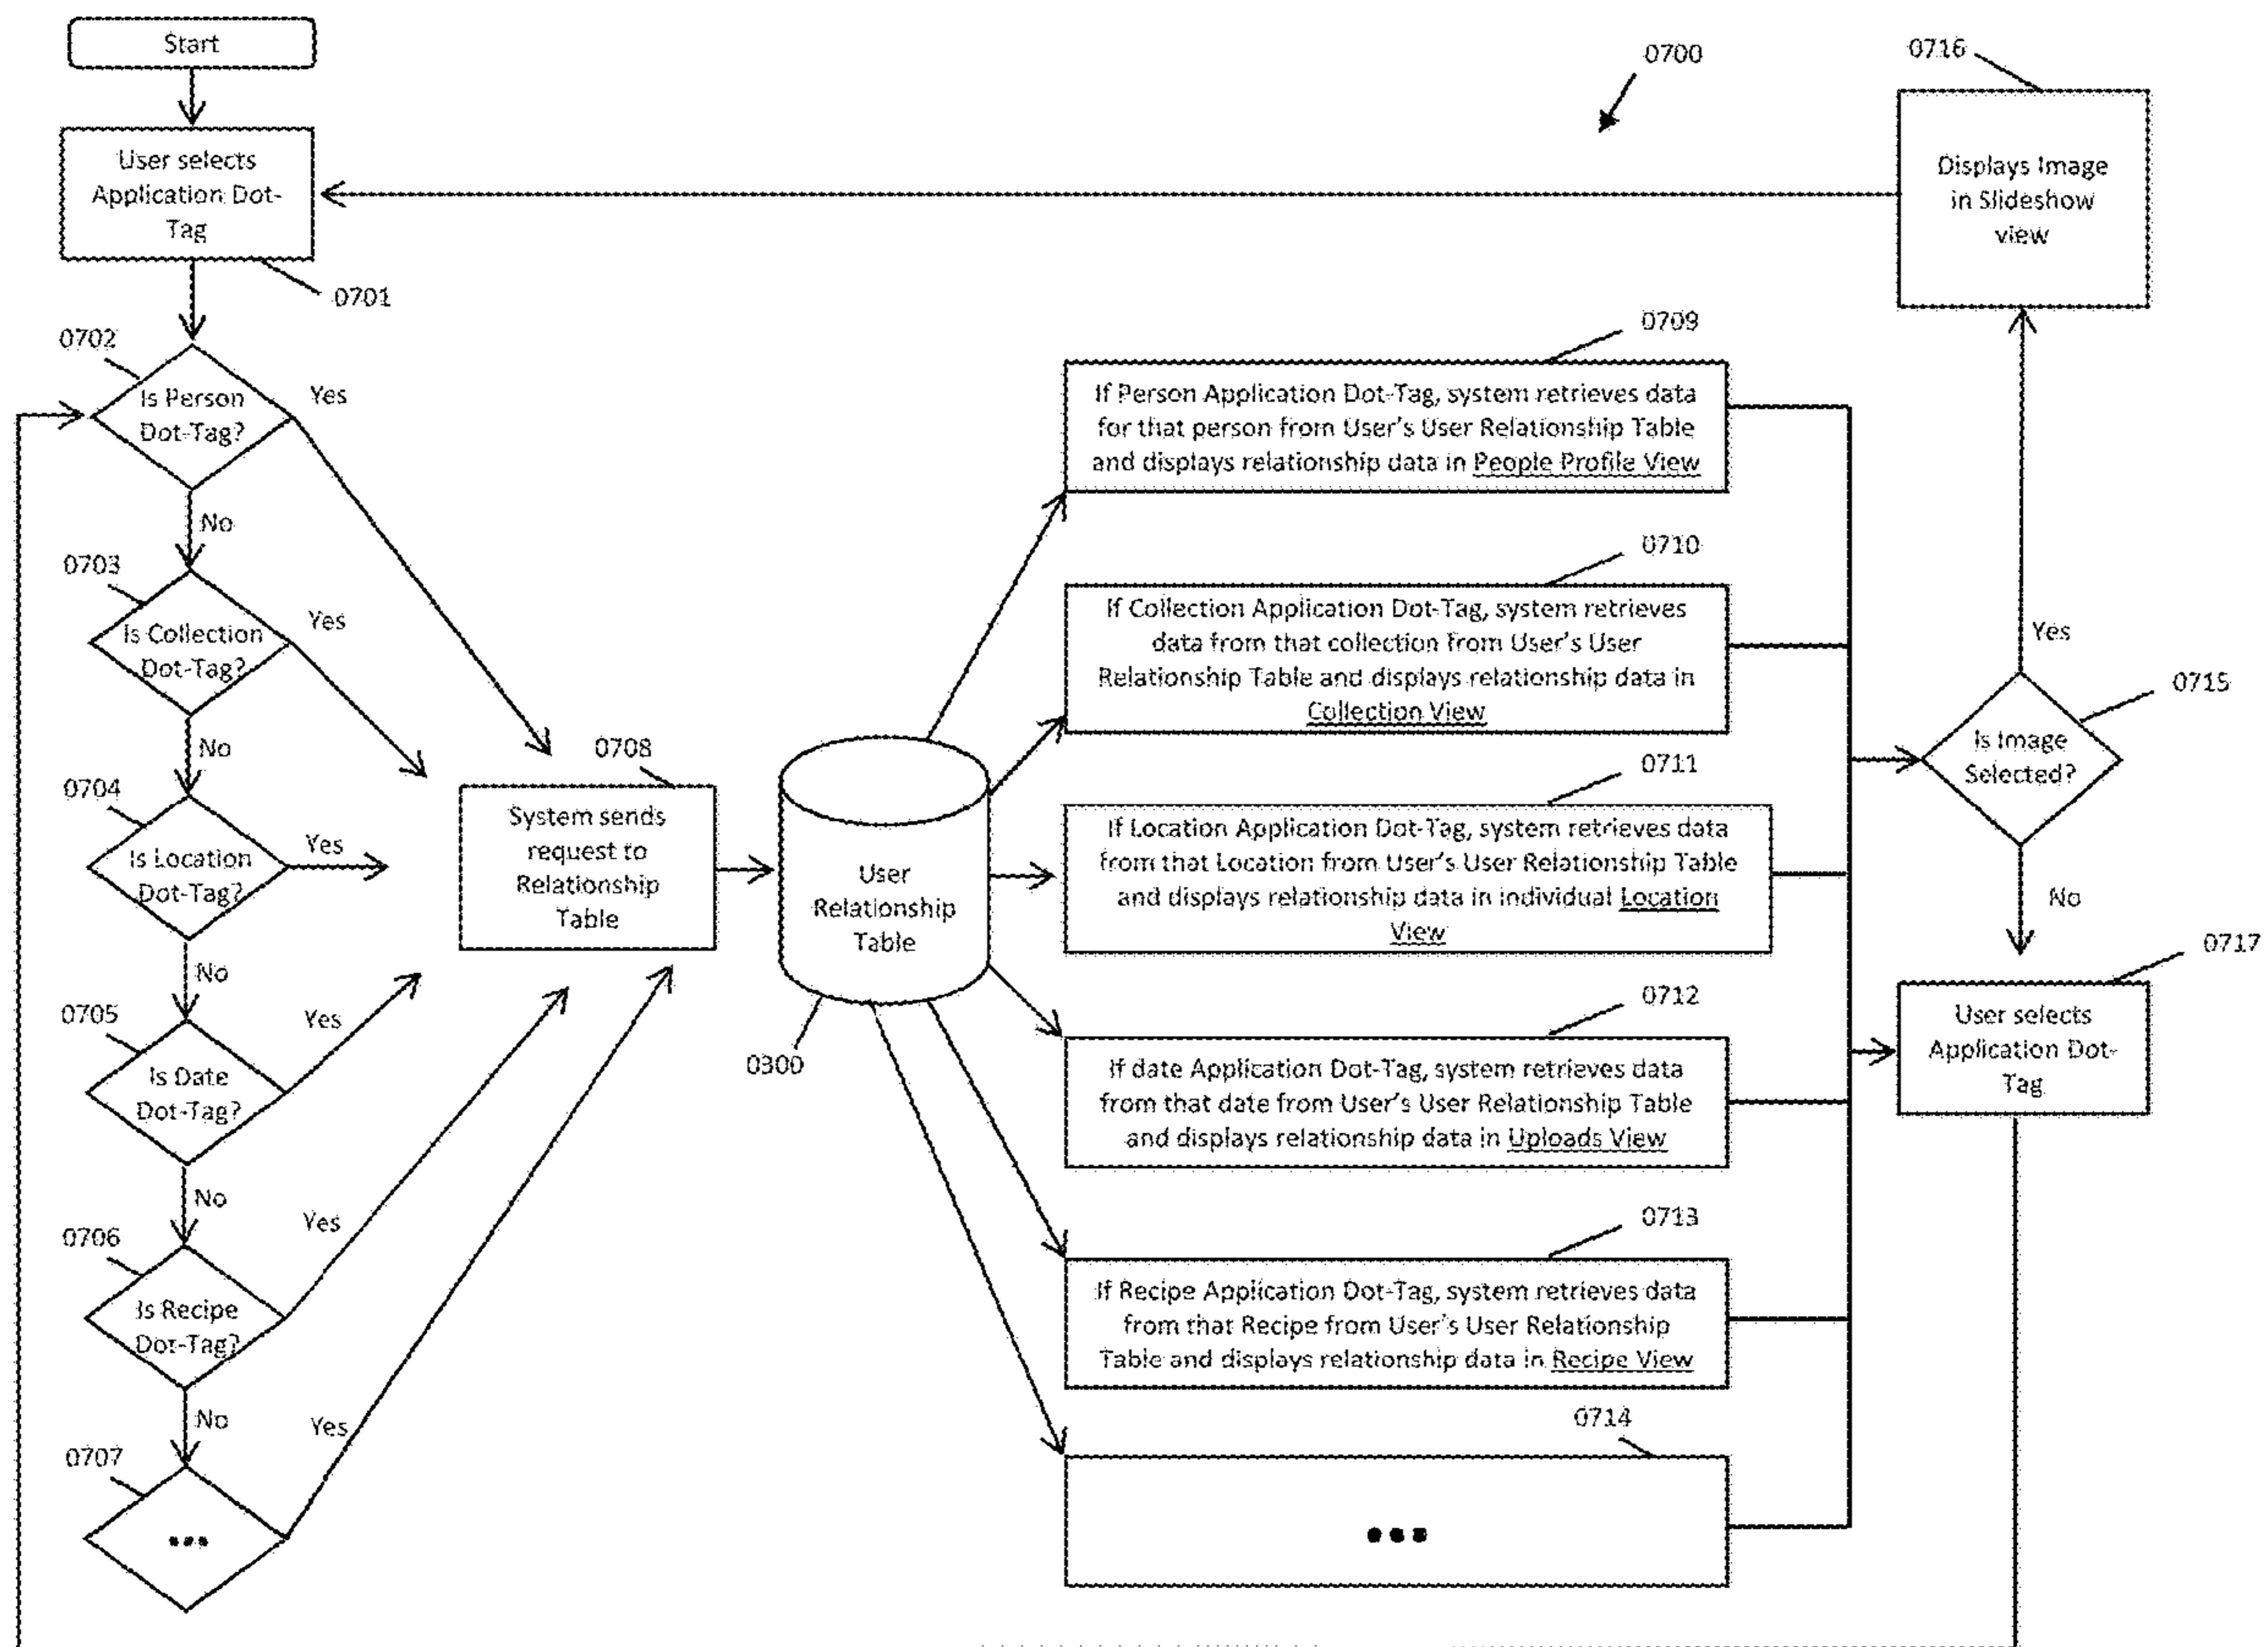 Start
0700
0716
User selects
Application Dot-
Tag
0701
Displays Image
in Slideshow
view
0702
Is Person
Dot-Tag?
Yes
No
0703
Is Collection
Dot-Tag?
Yes
No
0704
Is Location
Dot-Tag?
Yes
No
0705
Is Date
Dot-Tag?
Yes
No
0706
Is Recipe
Dot-Tag?
Yes
No
0707
...
Yes
0708
System sends
request to
Relationship
Table
User
Relationship
Table
0300
0709
If Person Application Dot-Tag, system retrieves data
for that person from User's User Relationship Table
and displays relationship data in People Profile View
0710
If Collection Application Dot-Tag, system retrieves
data from that collection from User's User
Relationship Table and displays relationship data in
Collection View
0711
If Location Application Dot-Tag, system retrieves data
from that Location from User's User Relationship Table
and displays relationship data in individual Location
View
0712
If date Application Dot-Tag, system retrieves data
from that date from User's User Relationship Table
and displays relationship data in Uploads View
0713
If Recipe Application Dot-Tag, system retrieves data
from that Recipe from User's User Relationship
Table and displays relationship data in Recipe View
0714
...
Yes
0715
Is Image
Selected?
No
0717
User selects
Application Dot-
Tag